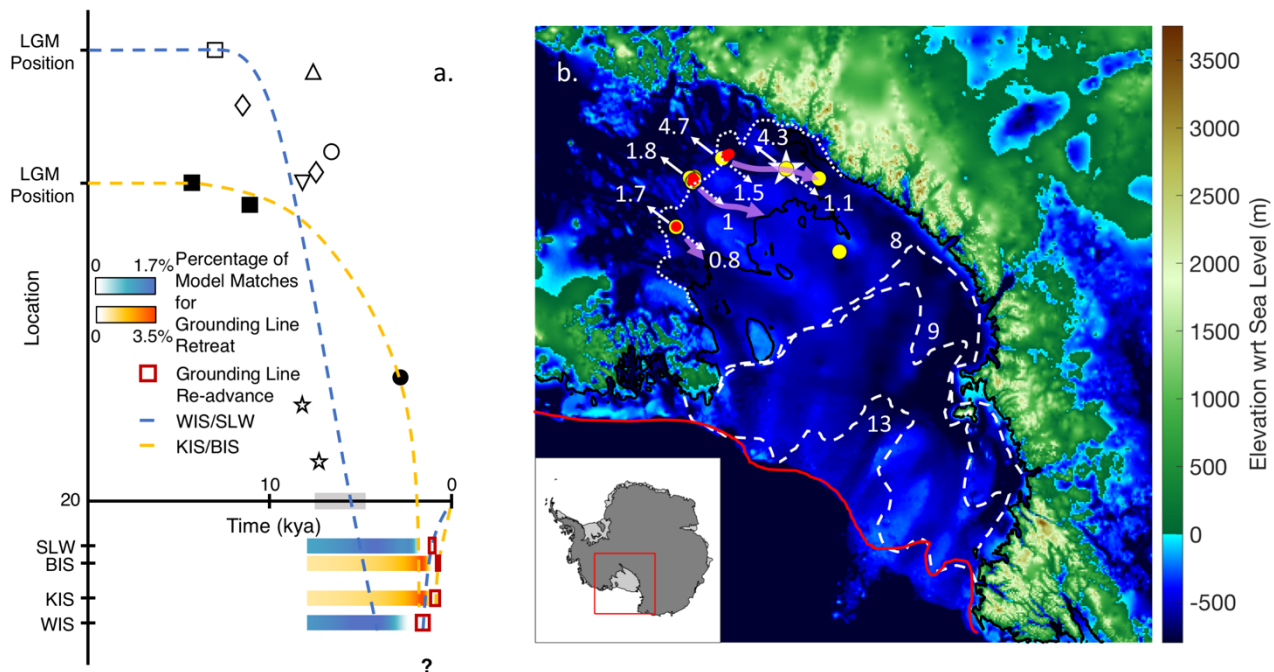 LGM
Position
a.
LGM
Position
Location
0
1.7%
Percentage of
Model Matches
for
Grounding Line
Retreat
0
3.5%
Grounding Line
Re-advance
WIS/SLW
KIS/BIS
20
10
0
Time (kya)
SLW
BIS
KIS
WIS
?
b.
4.7
4.3
1.8
1.5
1.7
1
1.1
0.8
8
9
13
3500
3000
2500
2000
1500
1000
500
0
-500
Elevation wrt Sea Level (m)